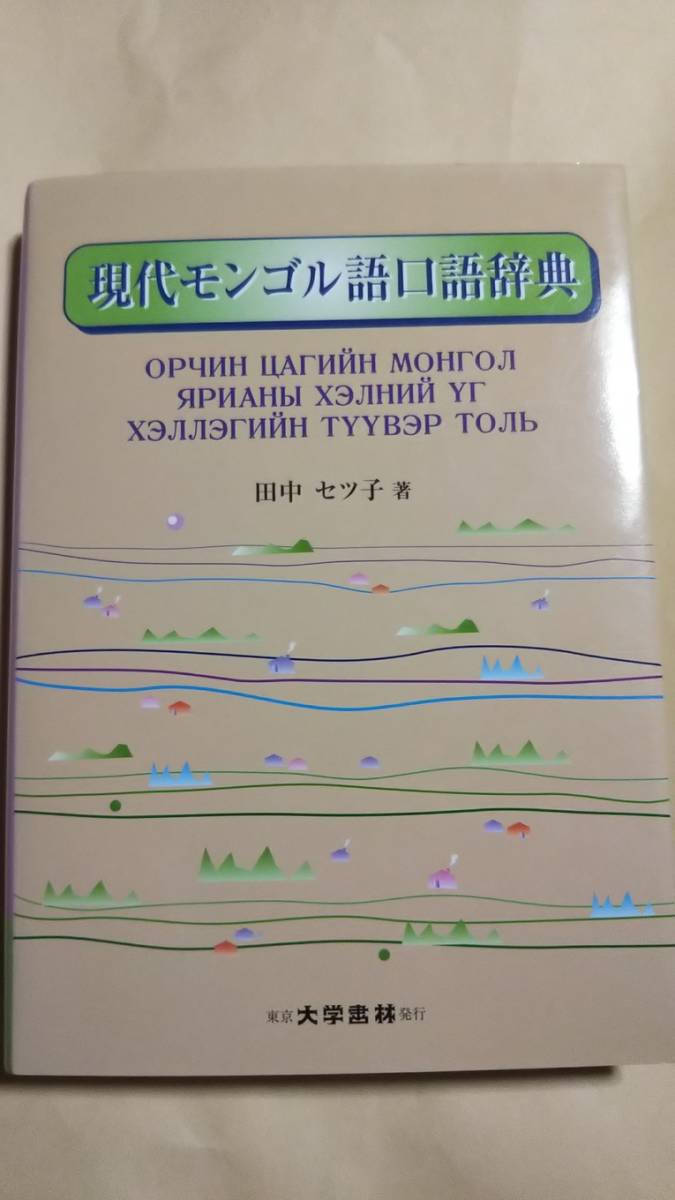 現代モンゴル語口語辞典
ОРЧИН ЦАГИЙН МОНГОЛ
ЯРИАНЫ ХЭЛНИЙ ҮГ
ХЭЛЛЭГИЙН ТҮҮВЭР ТОЛЬ
田中 セツ子 著
東京 大学書林 発行